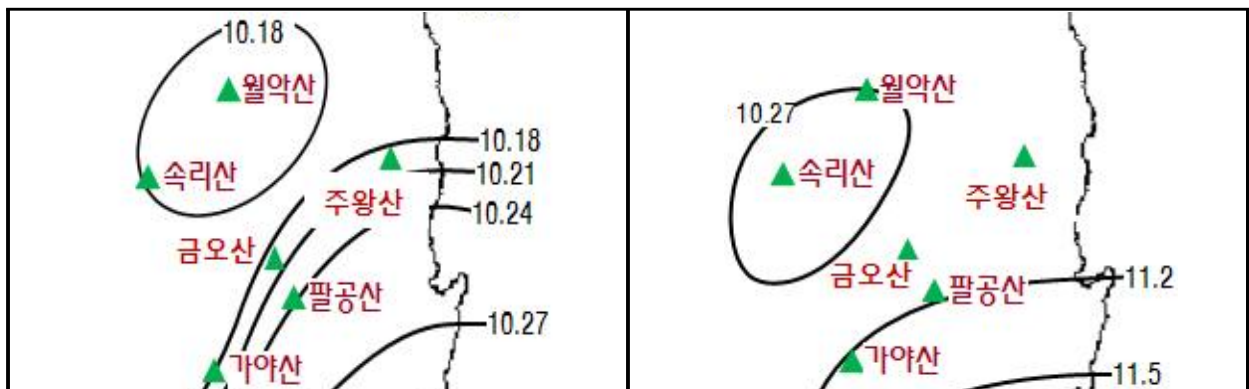 10.18
월악산
10.18
속리산
10.21
주왕산
10.24
금오산
팔공산
10.27
가야산
월악산
10.27
속리산
주왕산
금오산
11.2
팔공산
가야산
11.5